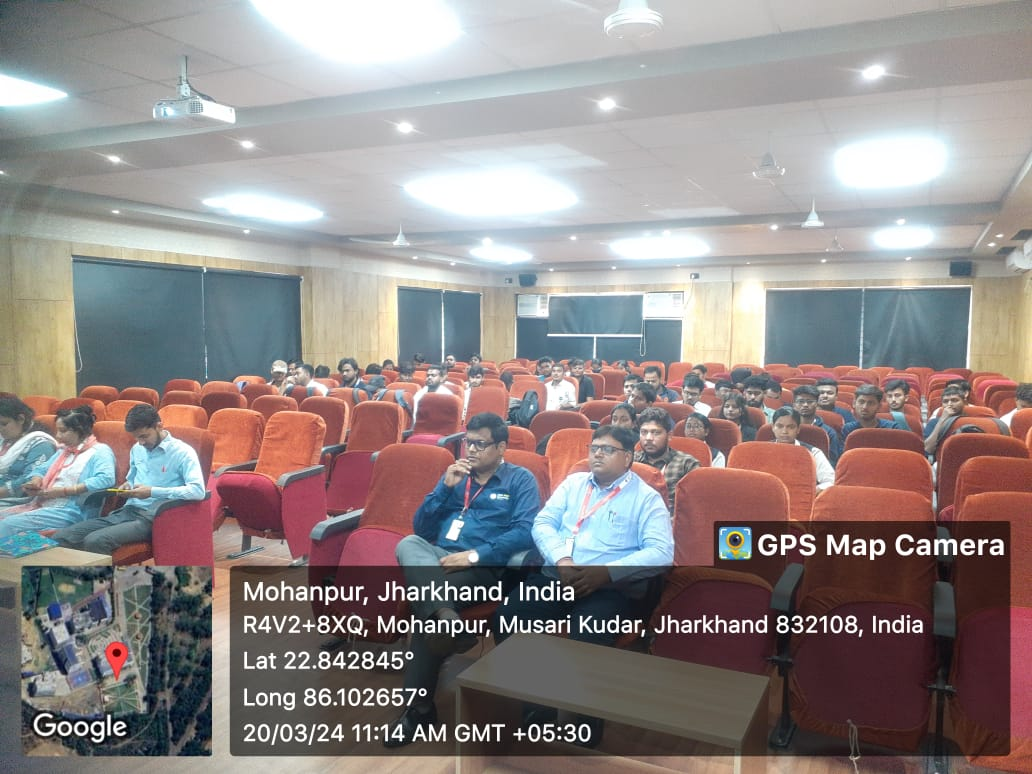 GPS Map Camera
Mohanpur, Jharkhand, India
R4V2+8XQ, Mohanpur, Musari Kudar, Jharkhand 832108, India
Lat 22.842845°
Long 86.102657°
20/03/24 11:14 AM GMT +05:30
Google